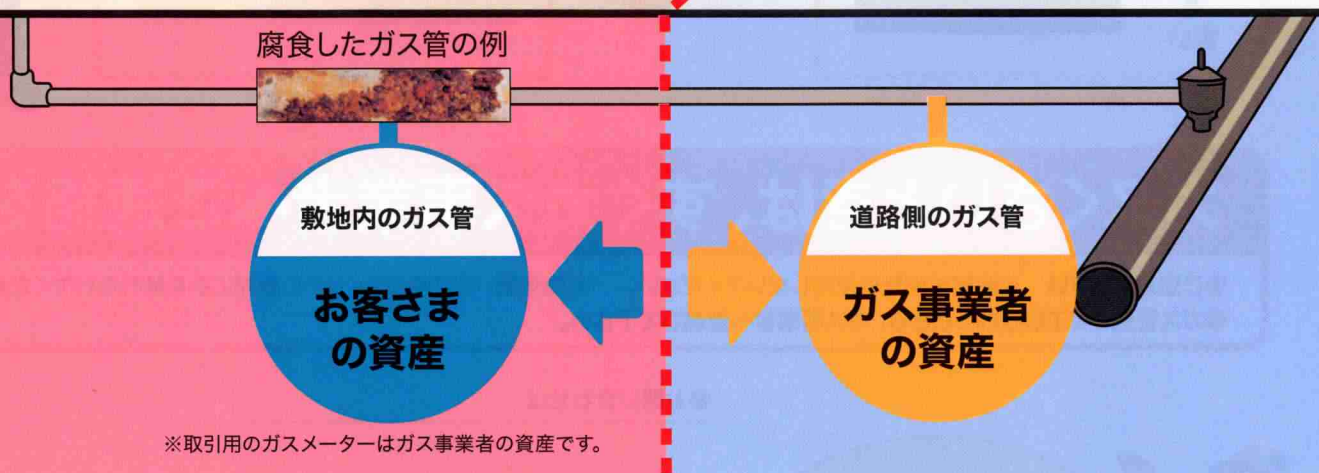 腐食したガス管の例
敷地内のガス管
お客さま
の資産
道路側のガス管
ガス事業者
の資産
※取引用のガスメーターはガス事業者の資産です。